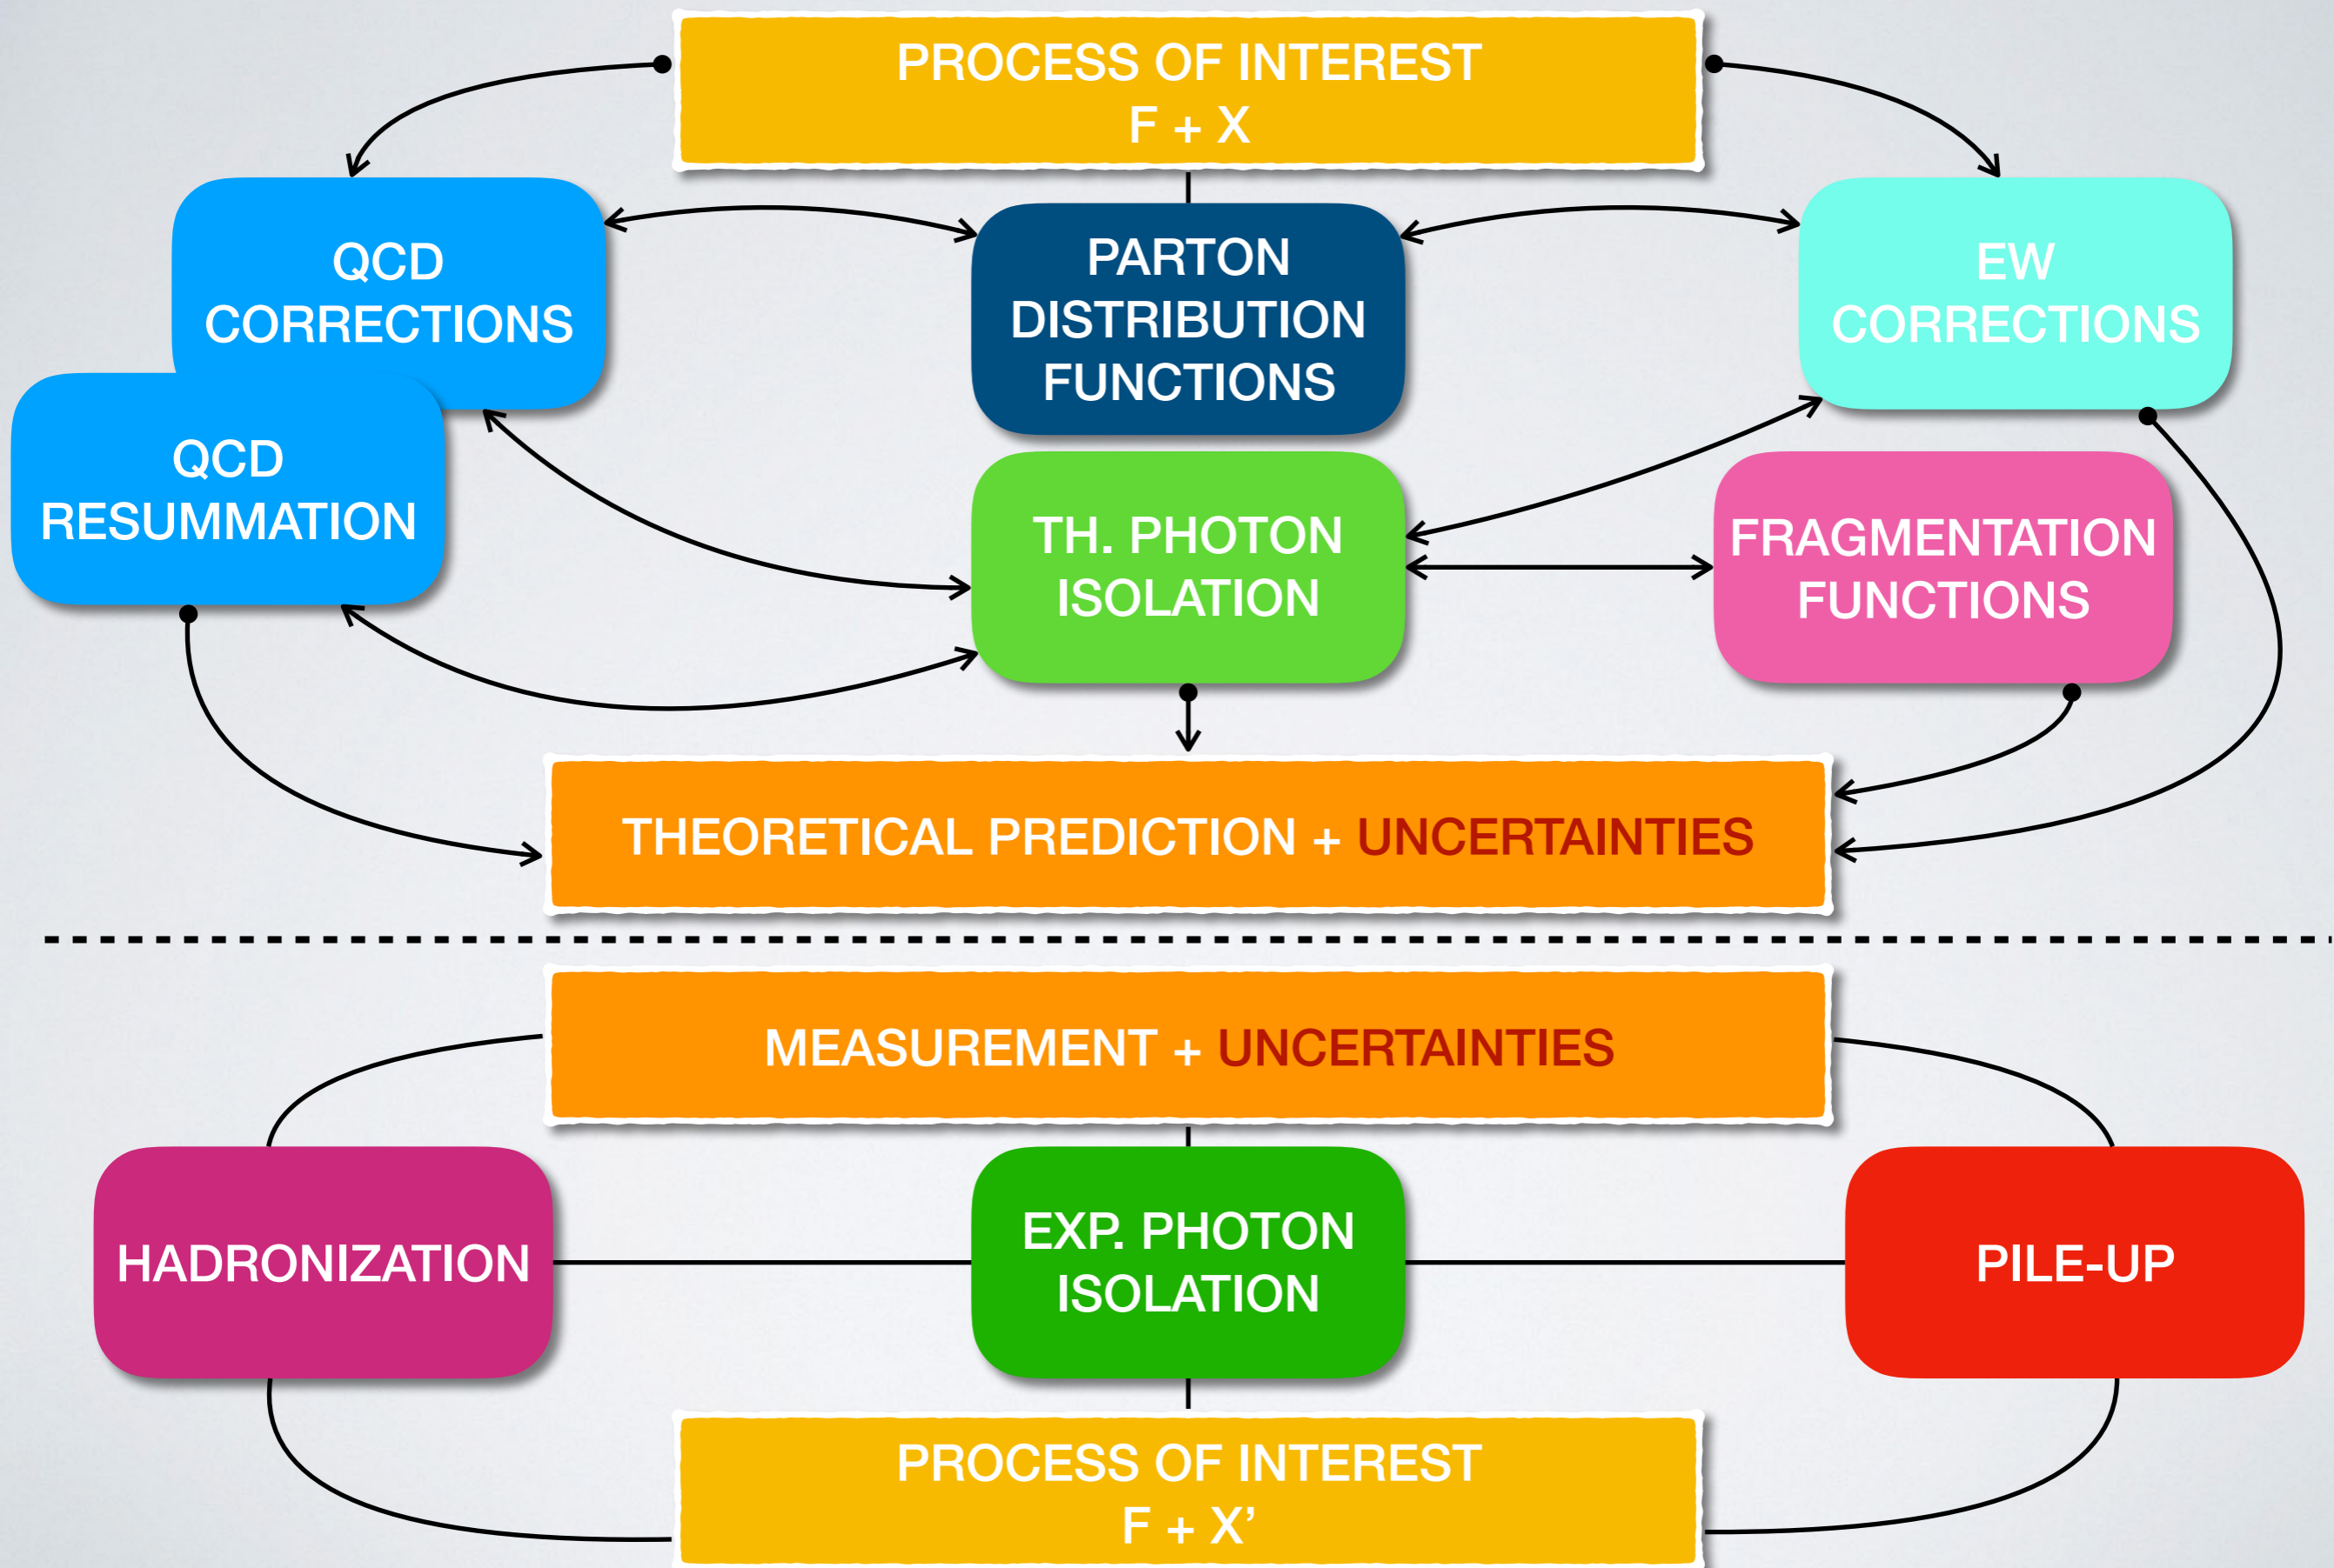 PROCESS OF INTEREST
F + X
QCD
CORRECTIONS
PARTON
DISTRIBUTION
FUNCTIONS
EW
CORRECTIONS
QCD
RESUMMATION
TH. PHOTON
ISOLATION
FRAGMENTATION
FUNCTIONS
THEORETICAL PREDICTION + UNCERTAINTIES
MEASUREMENT + UNCERTAINTIES
HADRONIZATION
EXP. PHOTON
ISOLATION
PILE-UP
PROCESS OF INTEREST
F + X’